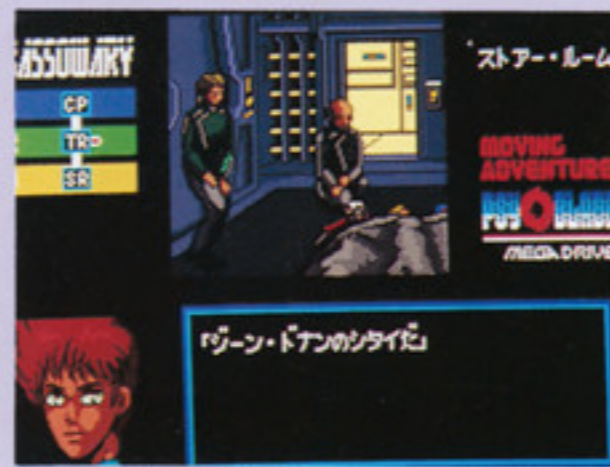 CP
TR
SR
ストアー・ルーム
MOVING
ADVENTURE
PSY
MEGA DRIVE
「ジーン・ドナンのシタイだ」